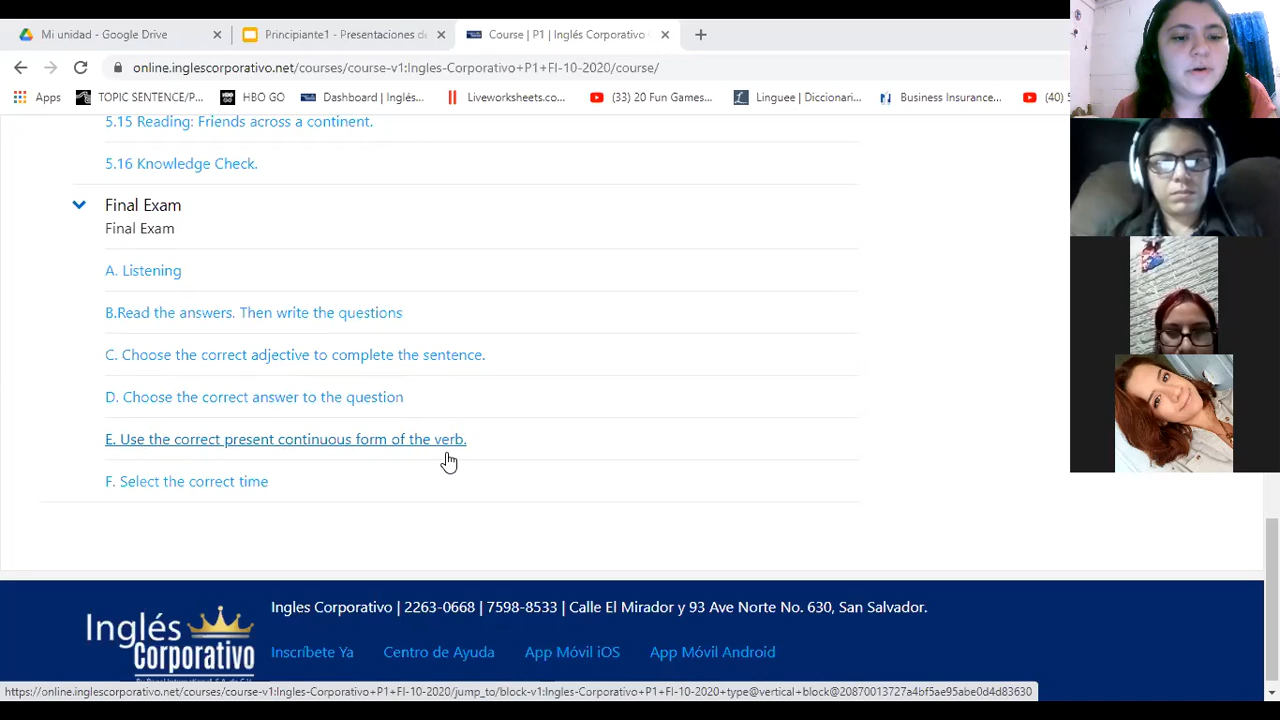 Mi unidad - Google Drive
Principiante1 - Presentaciones de
Course | P1 | Inglés Corporativo
online.inglescorporativo.net/courses/course-v1:Ingles-Corporativo+P1+FI-10-2020/course/
Apps
TOPIC SENTENCE/P...
HBO GO
Dashboard | Inglés...
Liveworksheets.co...
(33) 20 Fun Games...
Linguee | Diccionari...
Business Insurance...
5.15 Reading: Friends across a continent.
5.16 Knowledge Check.
Final Exam
Final Exam
A. Listening
B.Read the answers. Then write the questions
C. Choose the correct adjective to complete the sentence.
D. Choose the correct answer to the question
E. Use the correct present continuous form of the verb.
F. Select the correct time
Inglés
Corporativo
Ingles Corporativo | 2263-0668 | 7598-8533 | Calle El Mirador y 93 Ave Norte No. 630, San Salvador.
Inscríbete Ya
Centro de Ayuda
App Móvil iOS
App Móvil Android
https://online.inglescorporativo.net/courses/course-v1:Ingles-Corporativo+P1+FI-10-2020/jump_to/block-v1:Ingles-Corporativo+P1+FI-10-2020+type@vertical+block@20870013727a4bf5ae95abe0d4d83630